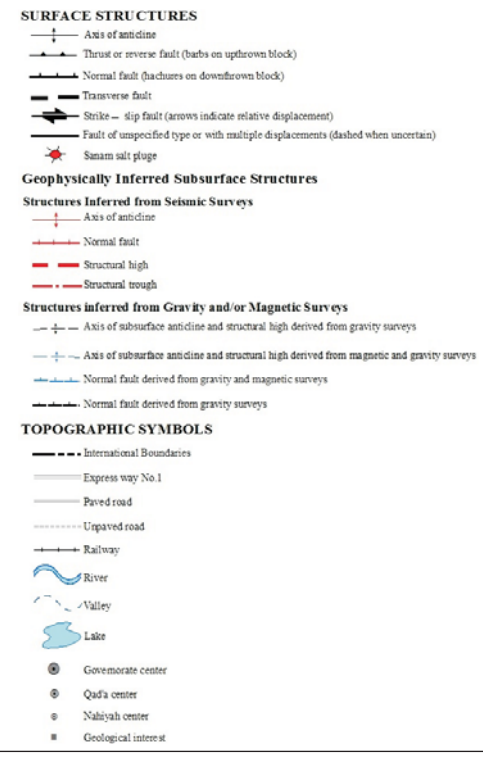 SURFACE STRUCTURES
Axis of anticline
Thrust or reverse fault (barbs on upthrown block)
Normal fault (hachures on downthrown block)
Transverse fault
Strike – slip fault (arrows indicate relative displacement)
Fault of unspecified type or with multiple displacements (dashed when uncertain)
Sanam salt pluge
Geophysically Inferred Subsurface Structures
Structures Inferred from Seismic Surveys
Axis of anticline
Normal fault
Structural high
Structural trough
Structures inferred from Gravity and/or Magnetic Surveys
Axis of subsurface anticline and structural high derived from gravity surveys
Axis of subsurface anticline and structural high derived from magnetic and gravity surveys
Normal fault derived from gravity and magnetic surveys
Normal fault derived from gravity surveys
TOPOGRAPHIC SYMBOLS
International Boundaries
Express way No.1
Paved road
Unpaved road
Railway
River
Valley
Lake
Governorate center
Qad'a center
Nahiyah center
Geological interest